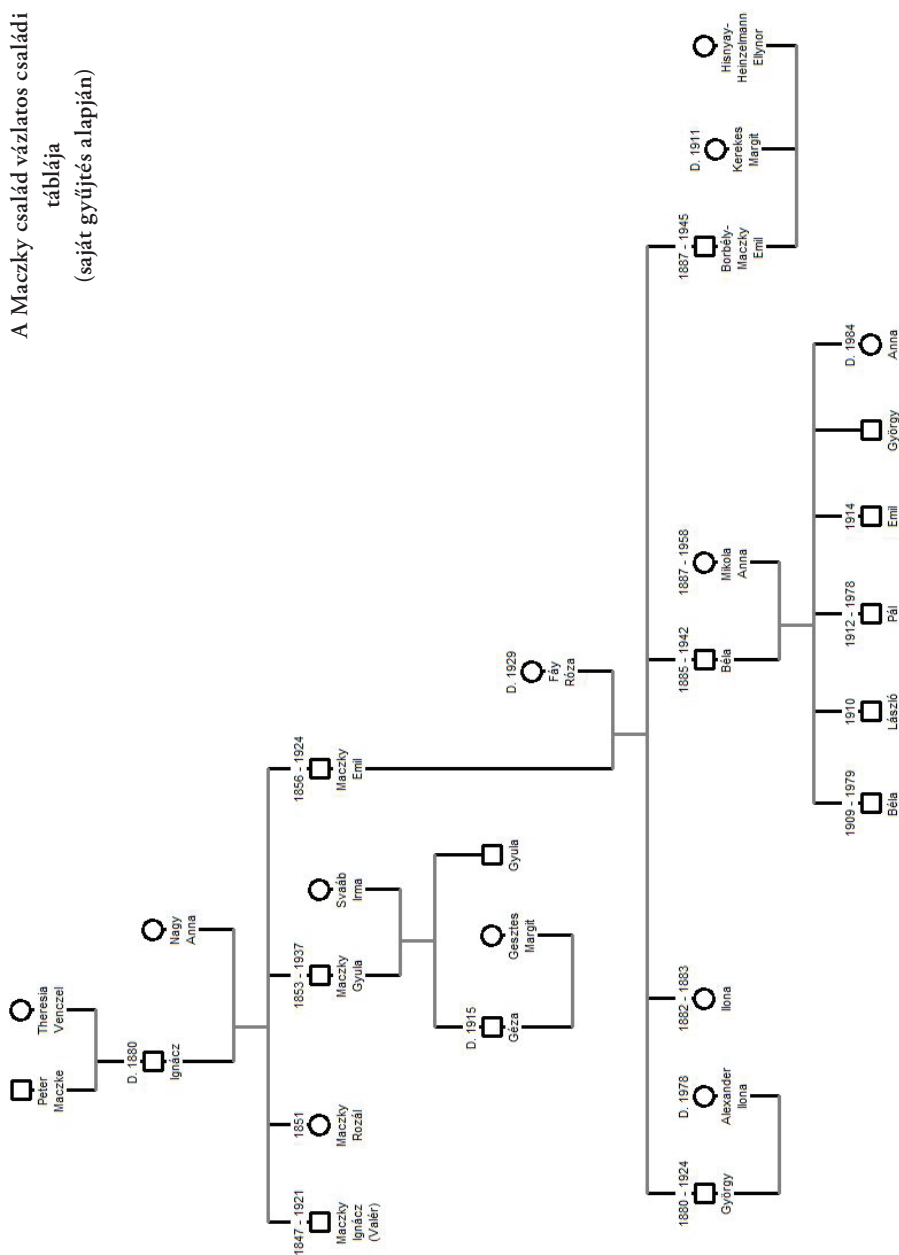 A Maczky család vázlatos családi
táblája
(saját gyűjtés alapján)
Peter
Maczke
Theresia
Venczel
D. 1880
Ignácz
Nagy
Anna
1847 - 1921
Maczky
Ignácz
(Valér)
1851
Maczky
Rozál
1853 - 1937
Maczky
Gyula
Svaáb
Irma
1856 - 1924
Maczky
Emil
D. 1915
Géza
Gesztes
Margit
Gyula
D. 1929
Fáy
Róza
1880 - 1924
György
D. 1978
Alexander
Ilona
1882 - 1883
Ilona
1885 - 1942
Béla
1887 - 1958
Mikola
Anna
1887 - 1945
Borbély-
Maczky
Emil
D. 1911
Kerekes
Margit
Hisnyay-
Heinzelmann
Ellynor
1909 - 1979
Béla
1910
László
1912 - 1978
Pál
1914
Emil
György
D. 1984
Anna